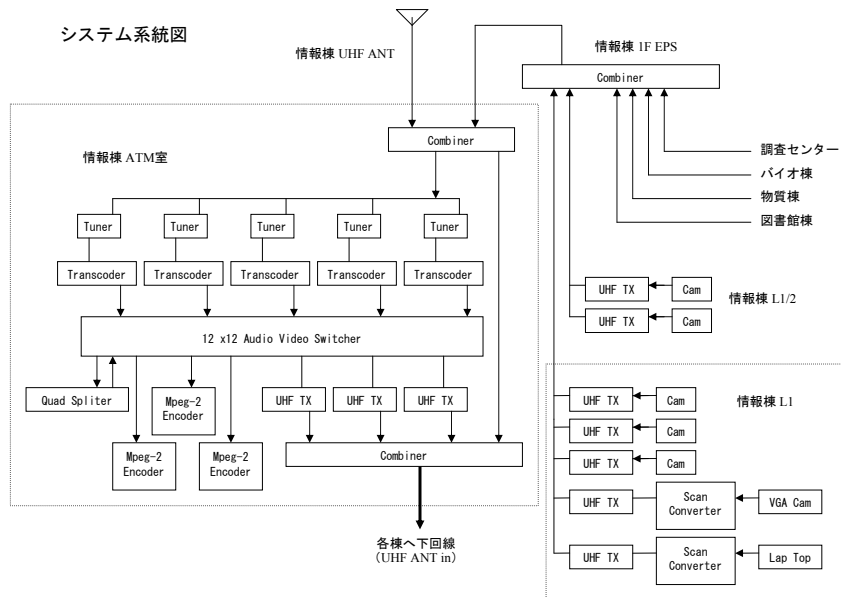 システム系統図
情報棟 UHF ANT
情報棟 1F EPS
Combiner
情報棟 ATM室
Combiner
調査センター
バイオ棟
物質棟
図書館棟
Tuner Tuner Tuner Tuner Tuner
Transcoder Transcoder Transcoder Transcoder Transcoder
UHF TX Cam
情報棟 L1/2
UHF TX Cam
12 x12 Audio Video Switcher
Quad Spliter
Mpeg-2
Encoder
UHF TX UHF TX UHF TX
Mpeg-2
Encoder
Mpeg-2
Encoder
Combiner
各棟へ下回線
(UHF ANT in)
情報棟 L1
UHF TX Cam
UHF TX Cam
UHF TX Cam
UHF TX
Scan
Converter
VGA Cam
UHF TX
Scan
Converter
Lap Top